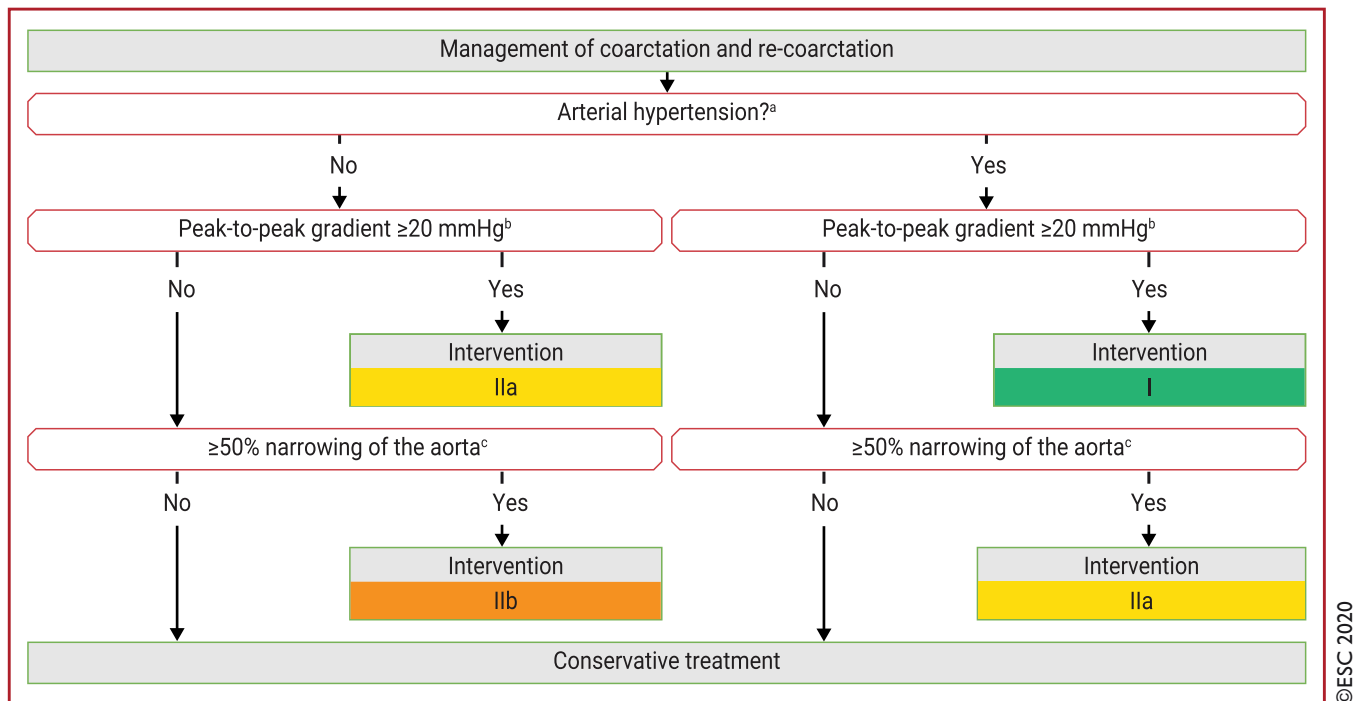 Management of coarctation and re-coarctation
Arterial hypertension?ᵃ
No
Yes
Peak-to-peak gradient ≥20 mmHgᵇ
Peak-to-peak gradient ≥20 mmHgᵇ
No
Yes
No
Yes
Intervention
Intervention
IIa
I
≥50% narrowing of the aortaᶜ
≥50% narrowing of the aortaᶜ
No
Yes
No
Yes
Intervention
Intervention
IIb
IIa
Conservative treatment
©ESC 2020